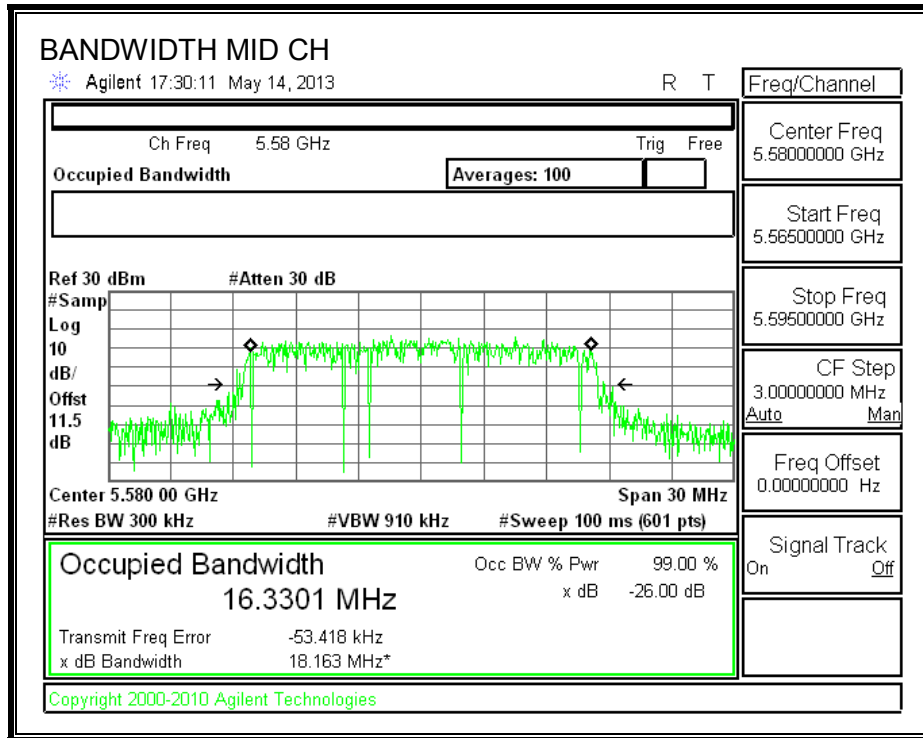 BANDWIDTH MID CH
Agilent 17:30:11 May 14, 2013 R T
Freq/Channel
Ch Freq 5.58 GHz Trig Free
Occupied Bandwidth Averages: 100
Center Freq
5.58000000 GHz
Start Freq
5.56500000 GHz
Stop Freq
5.59500000 GHz
CF Step
3.00000000 MHz
Auto Man
Freq Offset
0.00000000 Hz
Signal Track
On Off
Ref 30 dBm #Atten 30 dB
#Samp
Log
10
dB/
Offst
11.5
dB
Center 5.580 00 GHz Span 30 MHz
#Res BW 300 kHz #VBW 910 kHz #Sweep 100 ms (601 pts)
Occupied Bandwidth Occ BW % Pwr 99.00 %
16.3301 MHz x dB -26.00 dB
Transmit Freq Error -53.418 kHz
x dB Bandwidth 18.163 MHz*
Copyright 2000-2010 Agilent Technologies